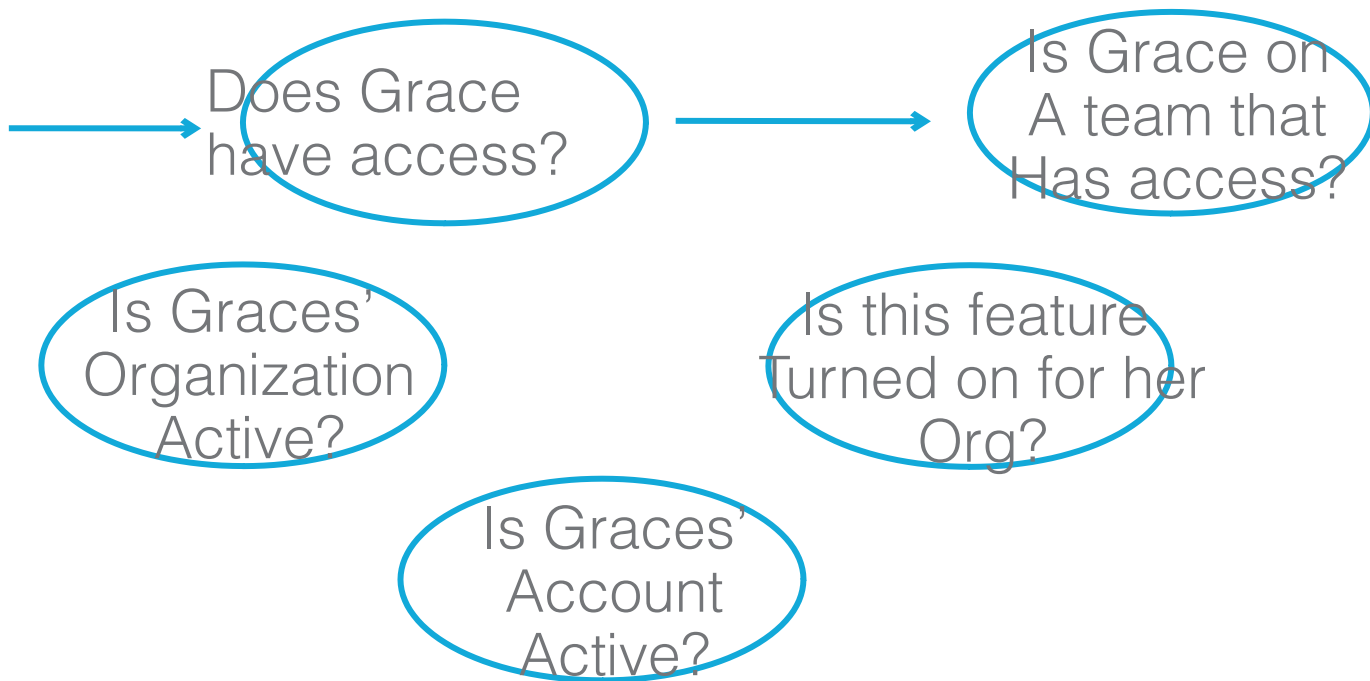 Does Grace
have access?
Is Grace on
A team that
Has access?
Is Graces’
Organization
Active?
Is this feature
Turned on for her
Org?
Is Graces’
Account
Active?